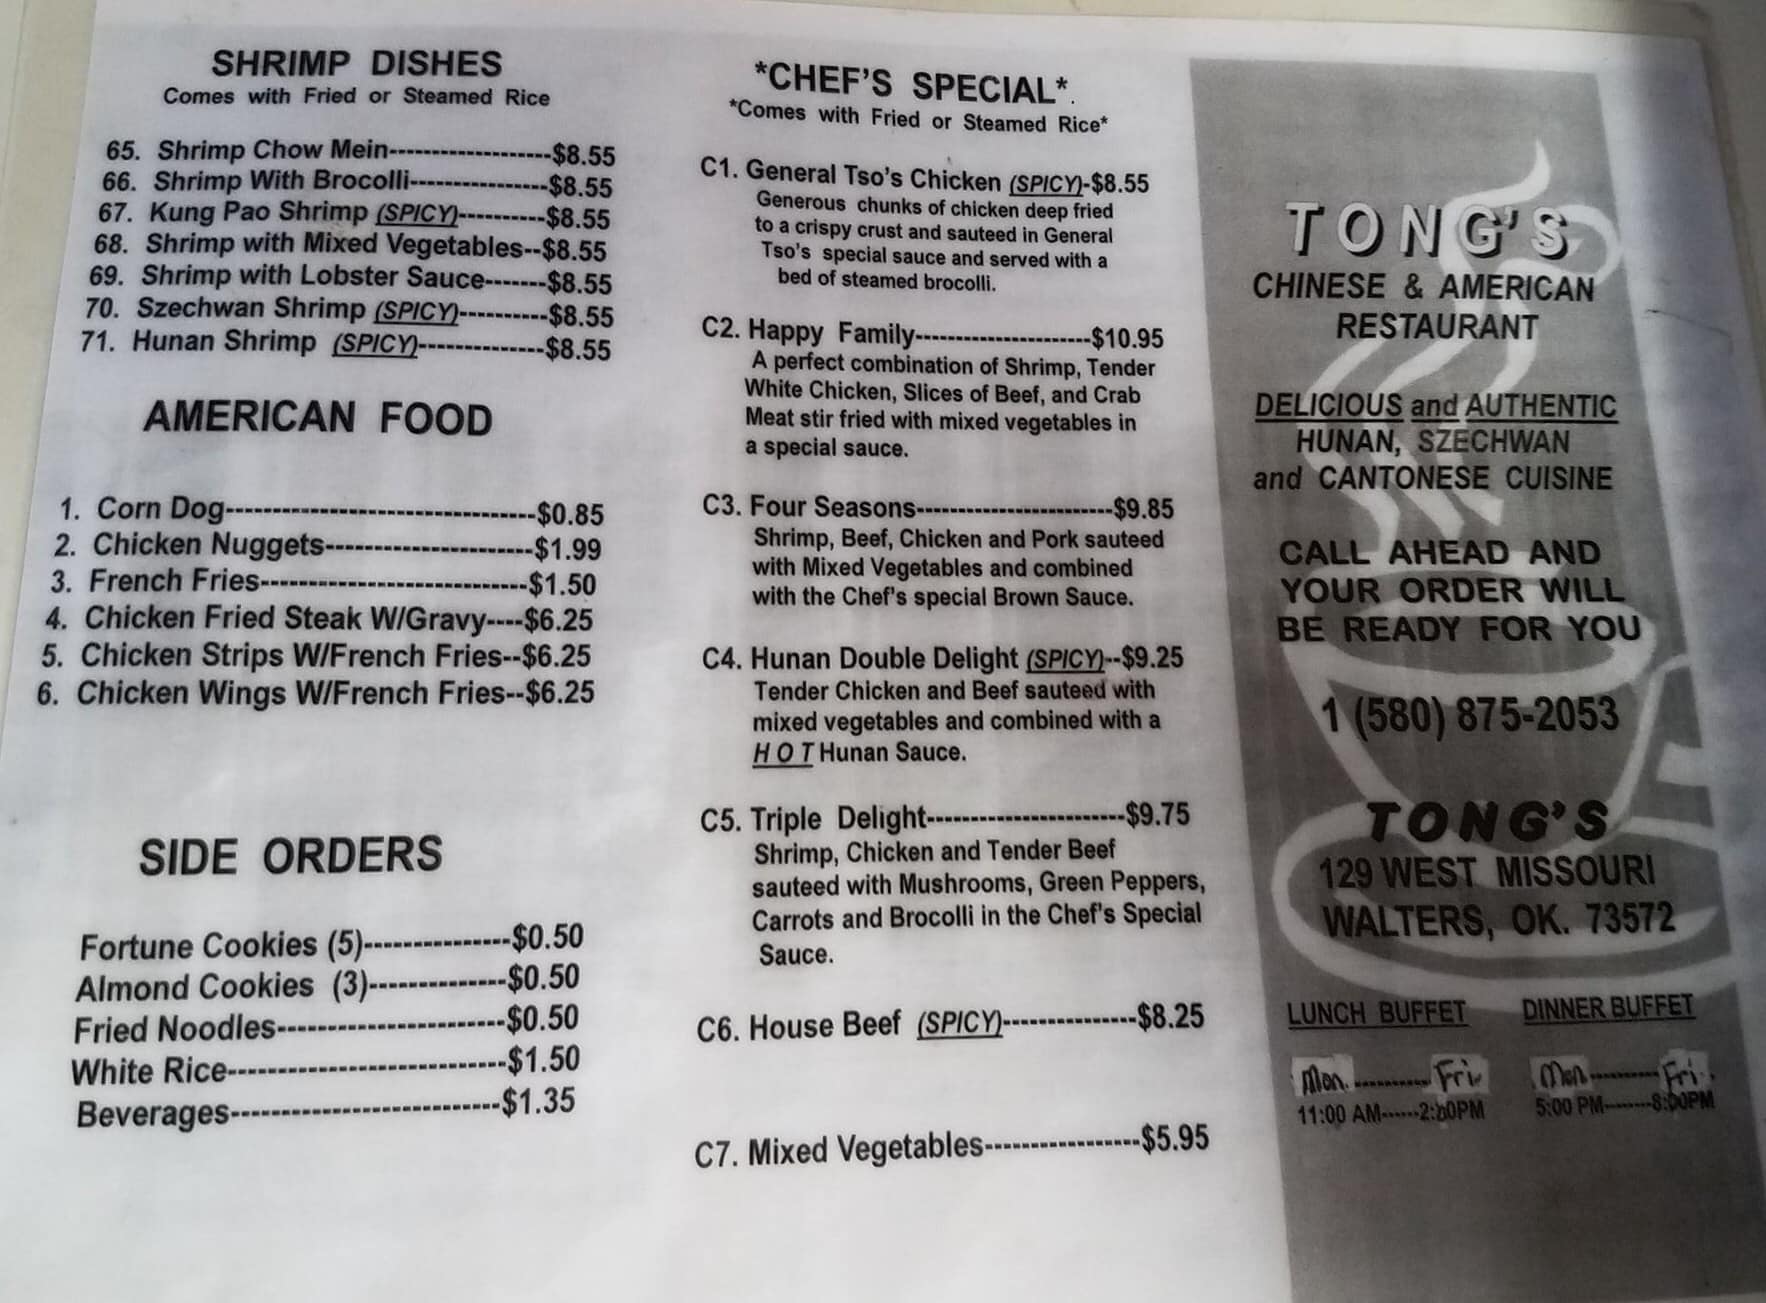 SHRIMP DISHES
Comes with Fried or Steamed Rice
65. Shrimp Chow Mein-------------------$8.55
66. Shrimp With Brocolli----------------$8.55
67. Kung Pao Shrimp (SPICY)----------$8.55
68. Shrimp with Mixed Vegetables--$8.55
69. Shrimp with Lobster Sauce-------$8.55
70. Szechwan Shrimp (SPICY)----------$8.55
71. Hunan Shrimp (SPICY)--------------$8.55
AMERICAN FOOD
1. Corn Dog---------------------------------$0.85
2. Chicken Nuggets----------------------$1.99
3. French Fries----------------------------$1.50
4. Chicken Fried Steak W/Gravy----$6.25
5. Chicken Strips W/French Fries--$6.25
6. Chicken Wings W/French Fries--$6.25
SIDE ORDERS
Fortune Cookies (5)---------------$0.50
Almond Cookies (3)--------------$0.50
Fried Noodles-----------------------$0.50
White Rice----------------------------$1.50
Beverages---------------------------$1.35
*CHEF'S SPECIAL*
*Comes with Fried or Steamed Rice*
C1. General Tso's Chicken (SPICY)-$8.55
Generous chunks of chicken deep fried
to a crispy crust and sauteed in General
Tso's special sauce and served with a
bed of steamed brocolli.
C2. Happy Family----------------------$10.95
A perfect combination of Shrimp, Tender
White Chicken, Slices of Beef, and Crab
Meat stir fried with mixed vegetables in
a special sauce.
C3. Four Seasons------------------------$9.85
Shrimp, Beef, Chicken and Pork sauteed
with Mixed Vegetables and combined
with the Chef's special Brown Sauce.
C4. Hunan Double Delight (SPICY)--$9.25
Tender Chicken and Beef sauteed with
mixed vegetables and combined with a
H O T Hunan Sauce.
C5. Triple Delight-----------------------$9.75
Shrimp, Chicken and Tender Beef
sauteed with Mushrooms, Green Peppers,
Carrots and Brocolli in the Chef's Special
Sauce.
C6. House Beef (SPICY)---------------$8.25
C7. Mixed Vegetables-----------------$5.95
TONG'S
CHINESE & AMERICAN
RESTAURANT
DELICIOUS and AUTHENTIC
HUNAN, SZECHWAN
and CANTONESE CUISINE
CALL AHEAD AND
YOUR ORDER WILL
BE READY FOR YOU
1 (580) 875-2053
TONG'S
129 WEST MISSOURI
WALTERS, OK. 73572
LUNCH BUFFET DINNER BUFFET
Mon.----------Fri Mon----------Fri.
11:00 AM------2:00PM 5:00 PM-------8:00PM